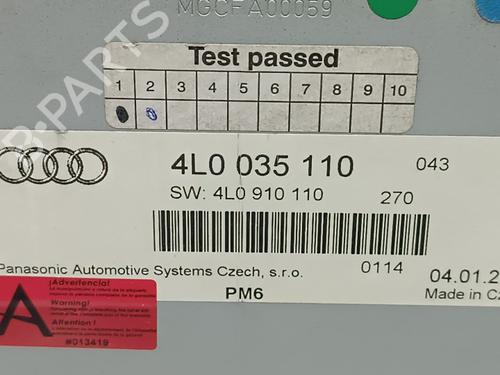 MGCFA00059
Test passed
1 2 3 4 5 6 7 8 9 10
4L0 035 110 043
SW: 4L0 910 110 270
Panasonic Automotive Systems Czech, s.r.o. 0114 04.01.2
PM6 Made in Cz
A
¡Advertencia!
Warning!
Attention !
#013419
B-Parts